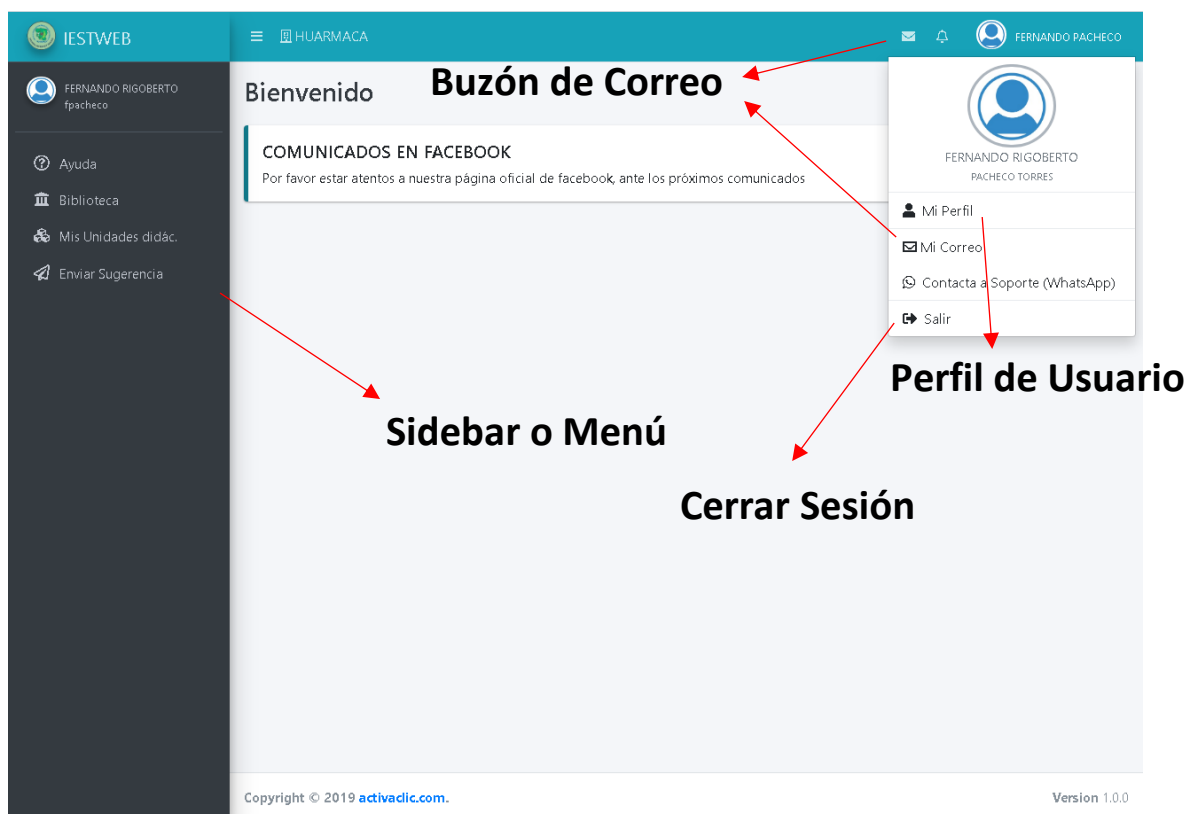 IESTWEB
HUARMACA
FERNANDO PACHECO
FERNANDO RIGOBERTO
fpacheco
Ayuda
Biblioteca
Mis Unidades didác.
Enviar Sugerencia
Bienvenido
Buzón de Correo
COMUNICADOS EN FACEBOOK
Por favor estar atentos a nuestra página oficial de facebook, ante los próximos comunicados
FERNANDO RIGOBERTO
PACHECO TORRES
Mi Perfil
Mi Correo
Contacta a Soporte (WhatsApp)
Salir
Perfil de Usuario
Sidebar o Menú
Cerrar Sesión
Copyright © 2019 activaclic.com.
Version 1.0.0